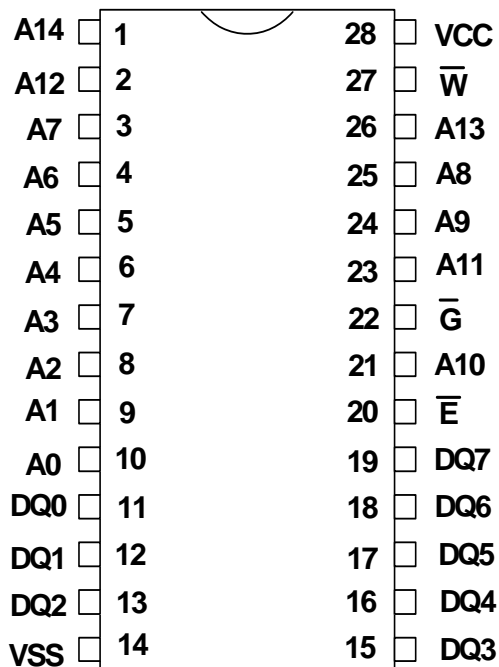 A14 1 28 VCC
A12 2 27 W̅
A7 3 26 A13
A6 4 25 A8
A5 5 24 A9
A4 6 23 A11
A3 7 22 G̅
A2 8 21 A10
A1 9 20 E̅
A0 10 19 DQ7
DQ0 11 18 DQ6
DQ1 12 17 DQ5
DQ2 13 16 DQ4
VSS 14 15 DQ3